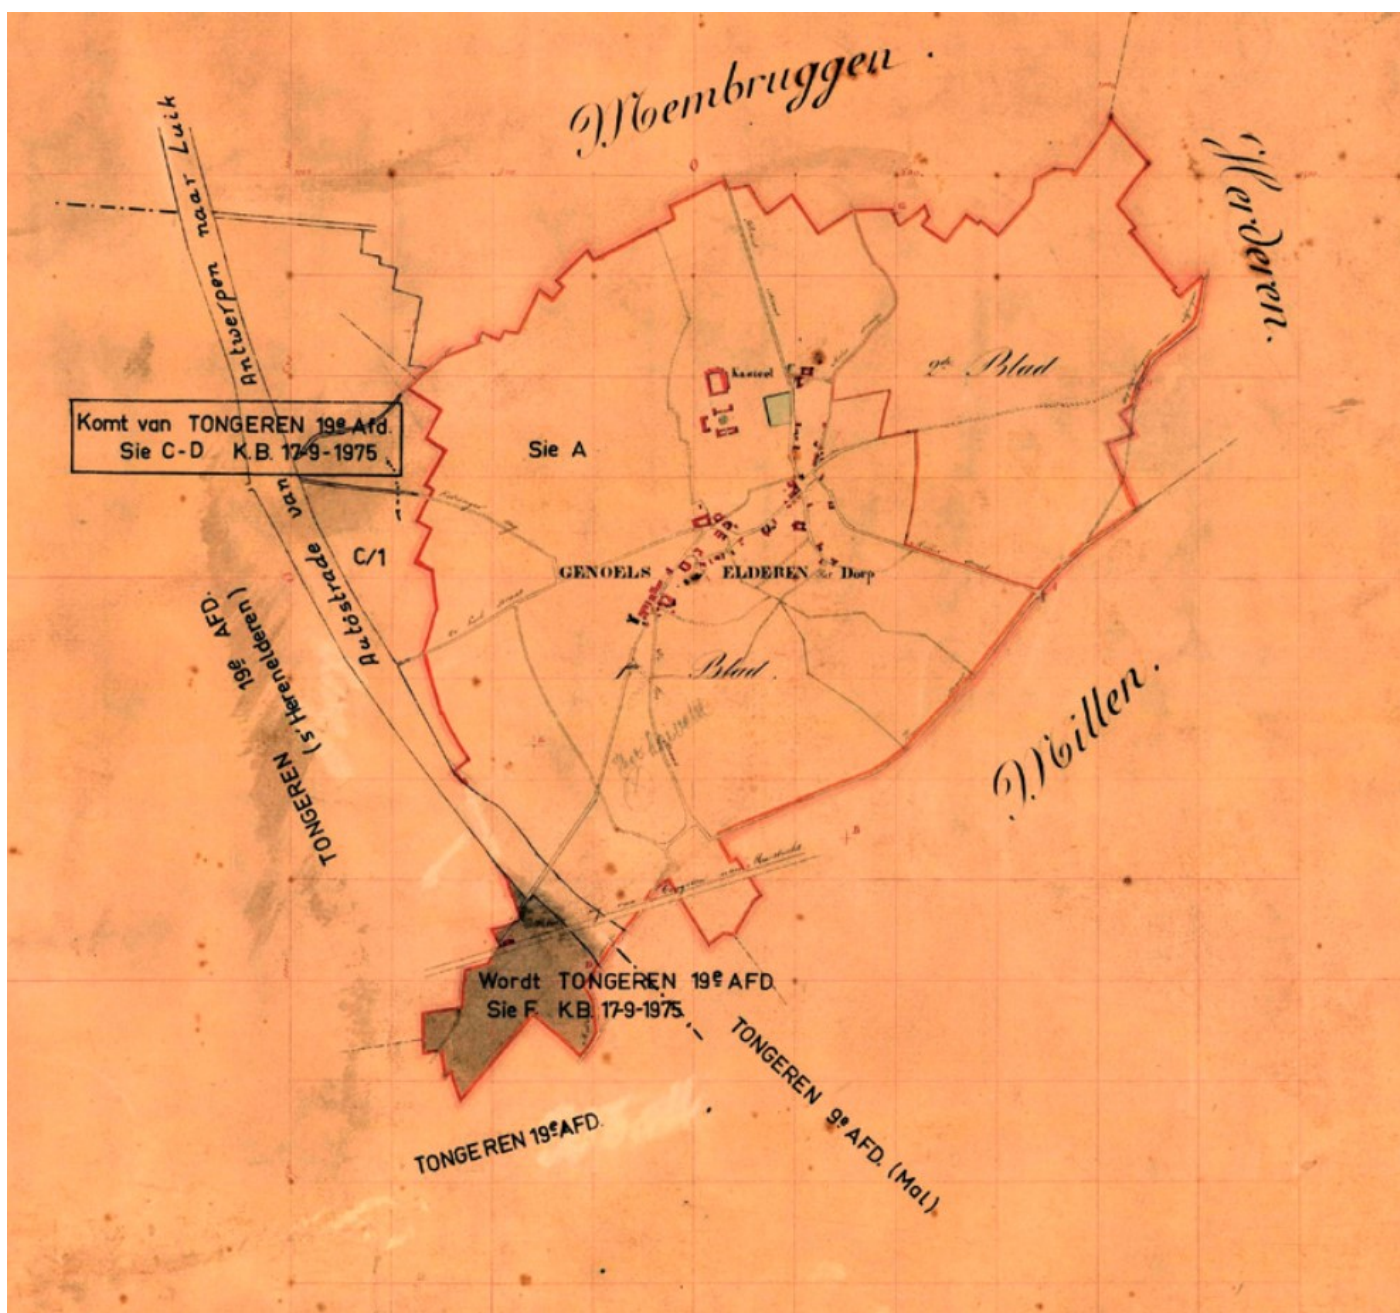 Membruggen .
Herderen.
Autostrade van Antwerpen naar Luik
Kasteel
2de Blad
Komt van TONGEREN 19e Afd.
Sie C-D K.B. 17-9-1975
Sie A
C/1
GENOELS ELDEREN Dorp
TONGEREN 19e AFD.
(s'Herenelderen)
Blad.
Millen.
Wordt TONGEREN 19e AFD
Sie F. K.B. 17-9-1975.
TONGEREN 9e AFD. (Mal)
TONGEREN 19e AFD.